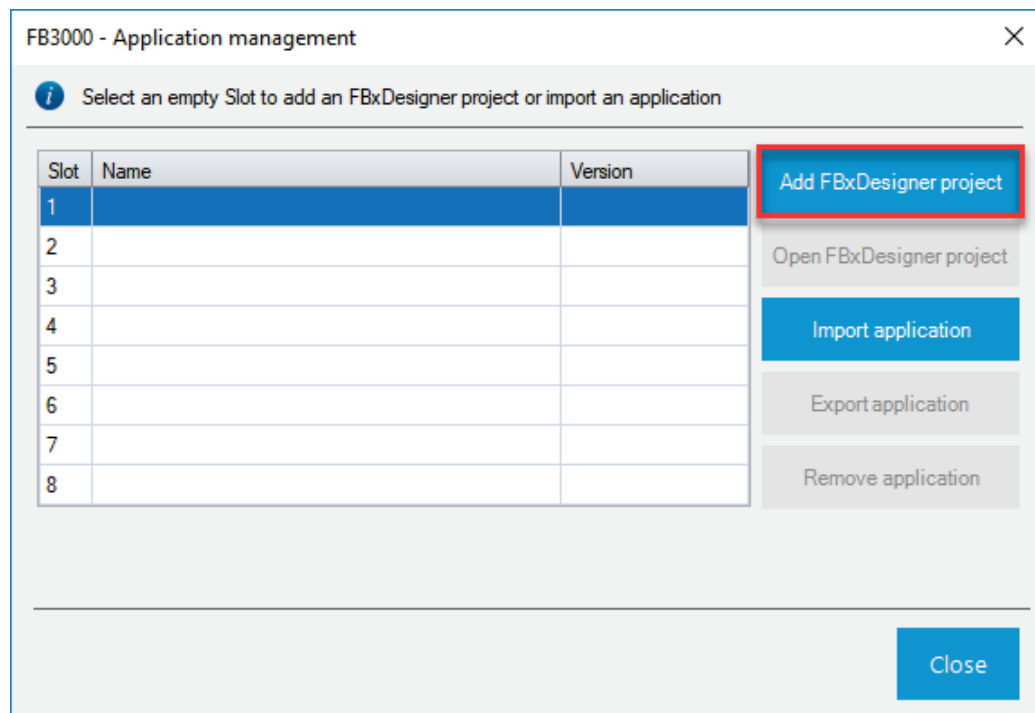 FB3000 - Application management
i Select an empty Slot to add an FBxDesigner project or import an application
Slot Name Version
1
2
3
4
5
6
7
8
Add FBxDesigner project
Open FBxDesigner project
Import application
Export application
Remove application
Close